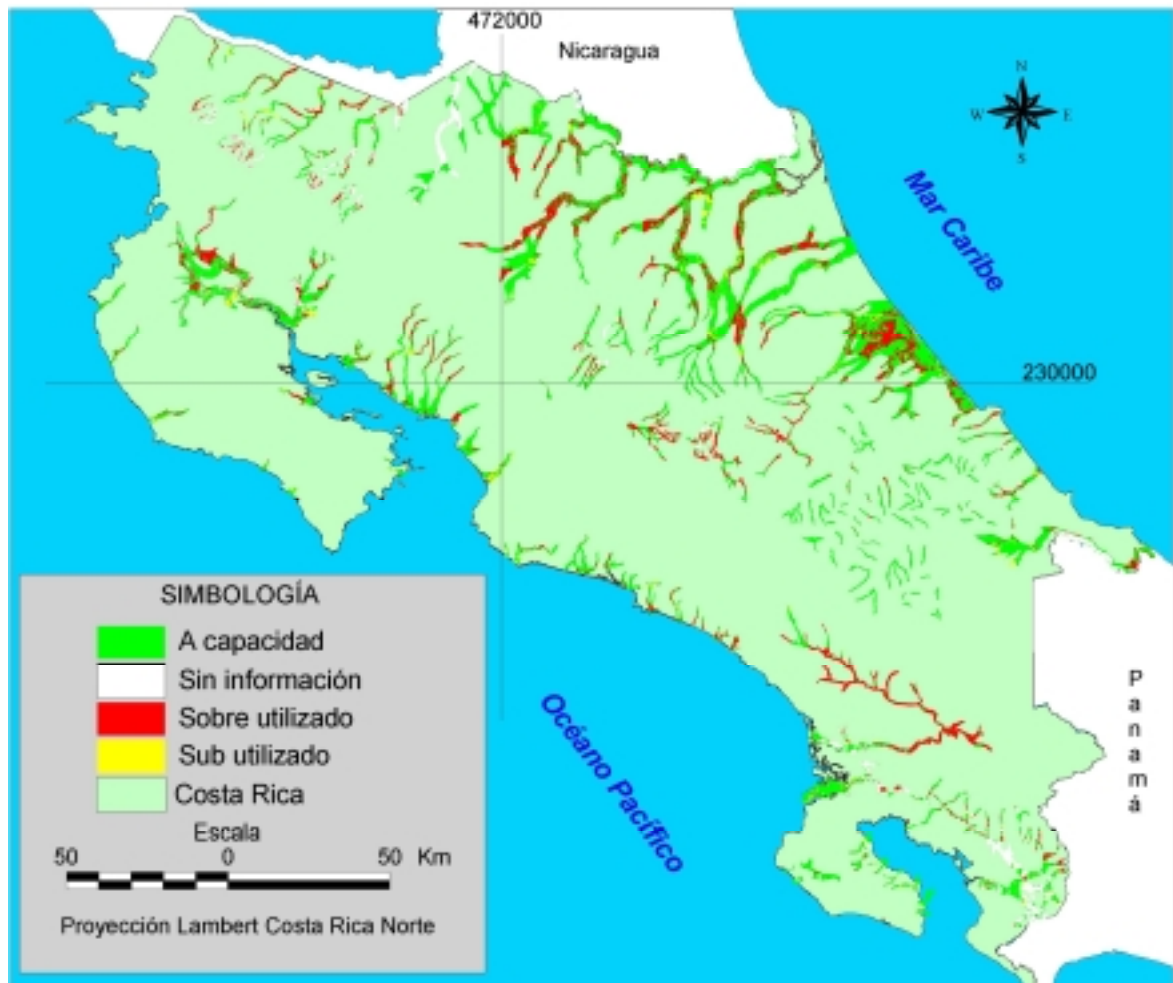 472000
Nicaragua
N
W E
S
Mar Caribe
230000
SIMBOLOGÍA
A capacidad
Sin información
Sobre utilizado
Sub utilizado
Costa Rica
Escala
50 0 50 Km
Proyección Lambert Costa Rica Norte
Océano Pacífico
Panamá